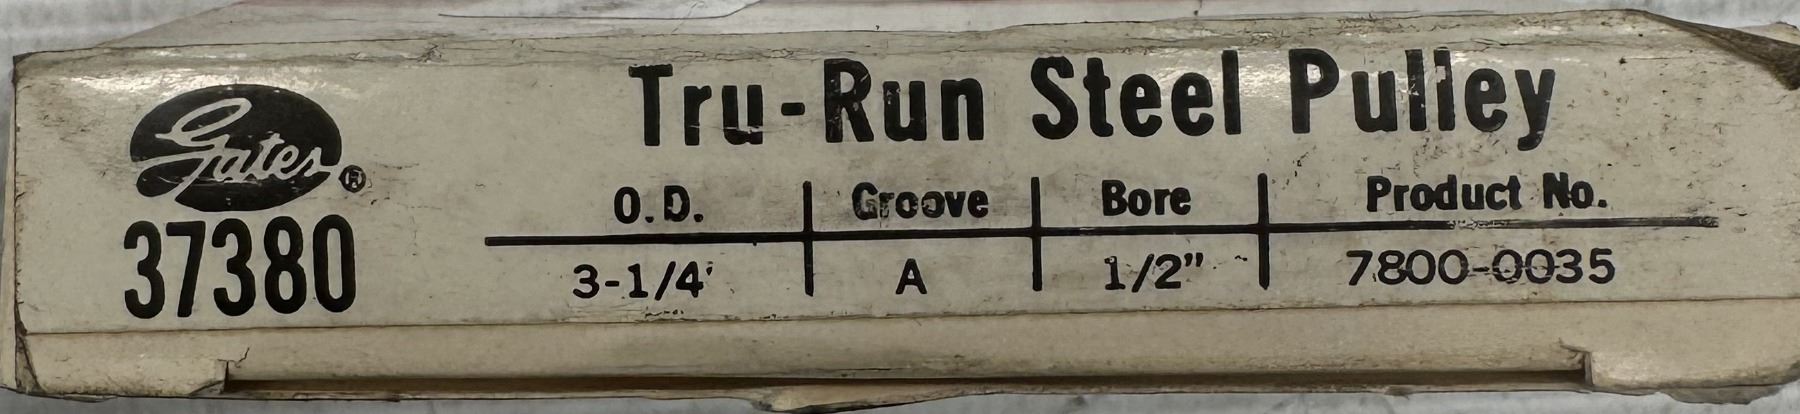 Gates®
37380
Tru-Run Steel Pulley
O.D. Groove Bore Product No.
3-1/4" A 1/2" 7800-0035